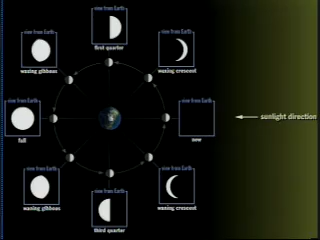 view from Earth
first quarter
view from Earth
waxing gibbous
view from Earth
waxing crescent
view from Earth
full
view from Earth
new
sunlight direction
view from Earth
waning gibbous
view from Earth
waning crescent
view from Earth
third quarter